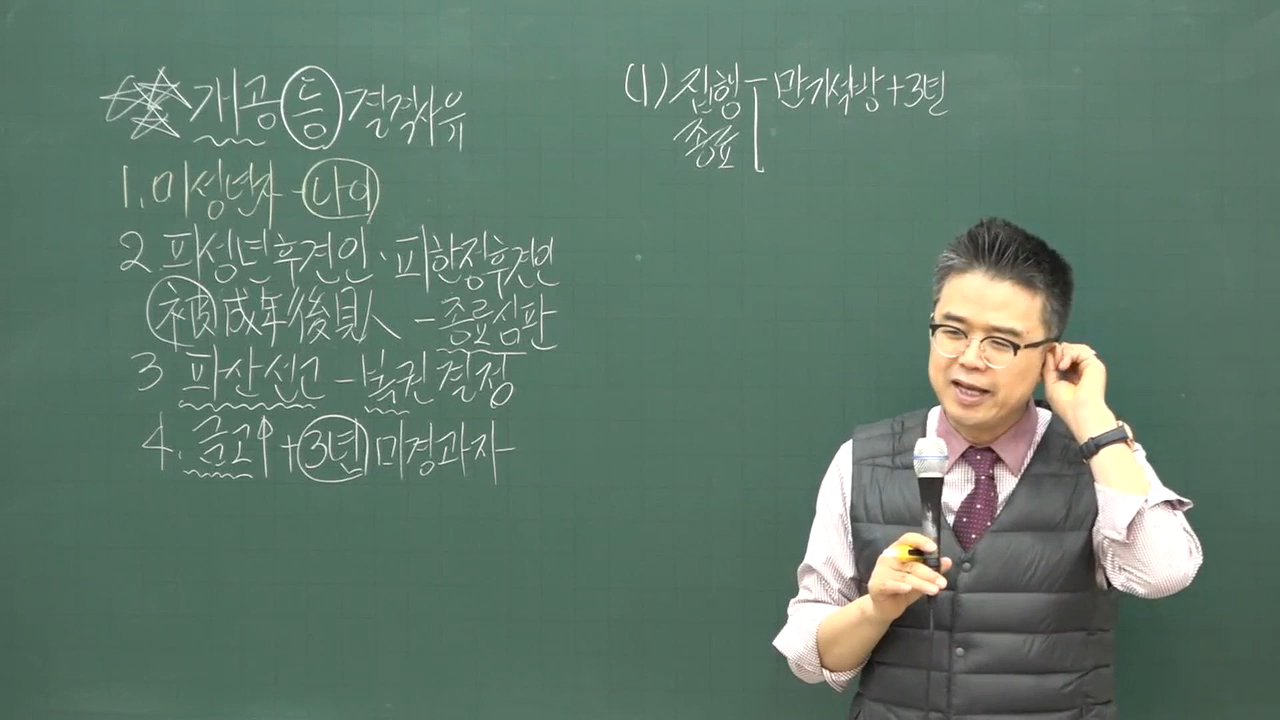 개공 등 결격사유
1. 미성년자 - 나이
2 피성년후견인·피한정후견인
被成年後見人 - 종료심판
3 파산선고 - 복권결정
4. 금고↑ + 3년 미경과자
(1) 집행 만기석방+3년
종료